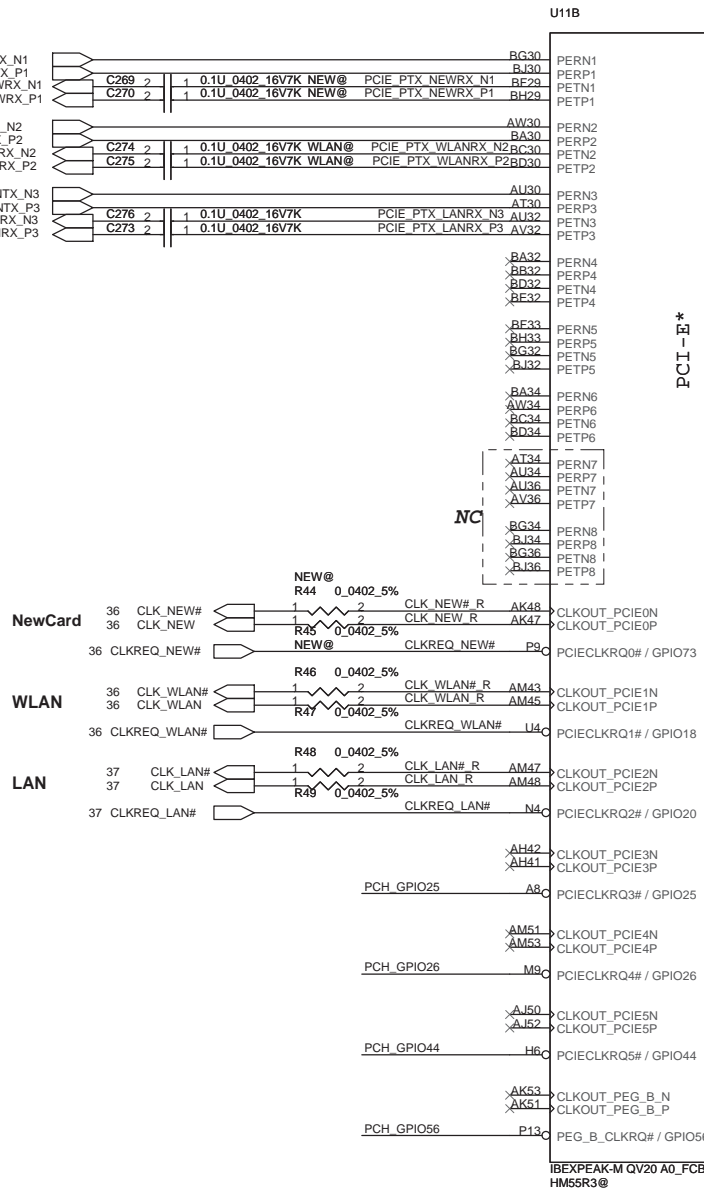 U11B
X_N1 BG30 PERN1
X_P1 BJ30 PERP1
WRX_N1 C269 2 1 0.1U_0402_16V7K NEW@ PCIE_PTX_NEWRX_N1 BF29 PETN1
WRX_P1 C270 2 1 0.1U_0402_16V7K NEW@ PCIE_PTX_NEWRX_P1 BH29 PETP1
_N2 AW30 PERN2
_P2 BA30 PERP2
RX_N2 C274 2 1 0.1U_0402_16V7K WLAN@ PCIE_PTX_WLANRX_N2 BC30 PETN2
RX_P2 C275 2 1 0.1U_0402_16V7K WLAN@ PCIE_PTX_WLANRX_P2 BD30 PETP2
NTX_N3 AU30 PERN3
NTX_P3 AT30 PERP3
RX_N3 C276 2 1 0.1U_0402_16V7K PCIE_PTX_LANRX_N3 AU32 PETN3
RX_P3 C273 2 1 0.1U_0402_16V7K PCIE_PTX_LANRX_P3 AV32 PETP3
BA32 PERN4
BB32 PERP4
BD32 PETN4
BE32 PETP4
PCI-E*
BF33 PERN5
BH33 PERP5
BG32 PETN5
BJ32 PETP5
BA34 PERN6
AW34 PERP6
BC34 PETN6
BD34 PETP6
AT34 PERN7
AU34 PERP7
AU36 PETN7
AV36 PETP7
NC
BG34 PERN8
BJ34 PERP8
BG36 PETN8
BJ36 PETP8
NEW@
R44 0_0402_5%
NewCard 36 CLK_NEW# 1 2 CLK_NEW#_R AK48 CLKOUT_PCIE0N
36 CLK_NEW 1 2 CLK_NEW_R AK47 CLKOUT_PCIE0P
R45 0_0402_5%
NEW@
36 CLKREQ_NEW# CLKREQ_NEW# P9 PCIECLKRQ0# / GPIO73
R46 0_0402_5%
WLAN 36 CLK_WLAN# 1 2 CLK_WLAN#_R AM43 CLKOUT_PCIE1N
36 CLK_WLAN 1 2 CLK_WLAN_R AM45 CLKOUT_PCIE1P
R47 0_0402_5%
36 CLKREQ_WLAN# CLKREQ_WLAN# U4 PCIECLKRQ1# / GPIO18
R48 0_0402_5%
LAN 37 CLK_LAN# 1 2 CLK_LAN#_R AM47 CLKOUT_PCIE2N
37 CLK_LAN 1 2 CLK_LAN_R AM48 CLKOUT_PCIE2P
R49 0_0402_5%
37 CLKREQ_LAN# CLKREQ_LAN# N4 PCIECLKRQ2# / GPIO20
AH42 CLKOUT_PCIE3N
AH41 CLKOUT_PCIE3P
PCH_GPIO25 A8 PCIECLKRQ3# / GPIO25
AM51 CLKOUT_PCIE4N
AM53 CLKOUT_PCIE4P
PCH_GPIO26 M9 PCIECLKRQ4# / GPIO26
AJ50 CLKOUT_PCIE5N
AJ52 CLKOUT_PCIE5P
PCH_GPIO44 H6 PCIECLKRQ5# / GPIO44
AK53 CLKOUT_PEG_B_N
AK51 CLKOUT_PEG_B_P
PCH_GPIO56 P13 PEG_B_CLKRQ# / GPIO56
IBEXPEAK-M QV20 A0_FCB
HM55R3@